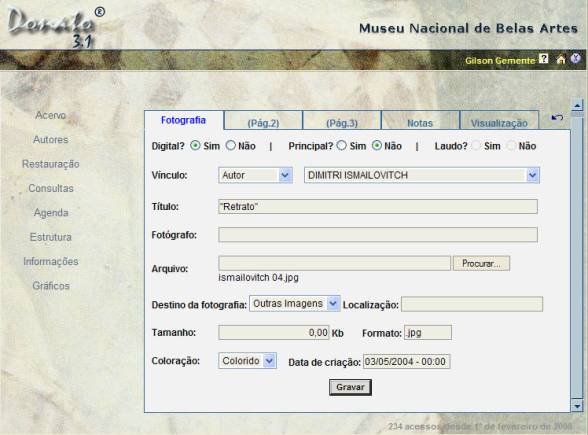 Donato®
3.1
Museu Nacional de Belas Artes
Gilson Gemente ?
Acervo
Autores
Restauração
Consultas
Agenda
Estrutura
Informações
Gráficos
Fotografia (Pág.2) (Pág.3) Notas Visualização
Digital? Sim Não | Principal? Sim Não | Laudo? Sim Não
Vínculo: Autor DIMITRI ISMAILOVITCH
Título: "Retrato"
Fotógrafo:
Arquivo: Procurar...
ismailovitch 04.jpg
Destino da fotografia: Outras Imagens Localização:
Tamanho: 0,00 Kb Formato: .jpg
Coloração: Colorido Data de criação: 03/05/2004 - 00:00
Gravar
234 acessos desde 1º de fevereiro de 2008